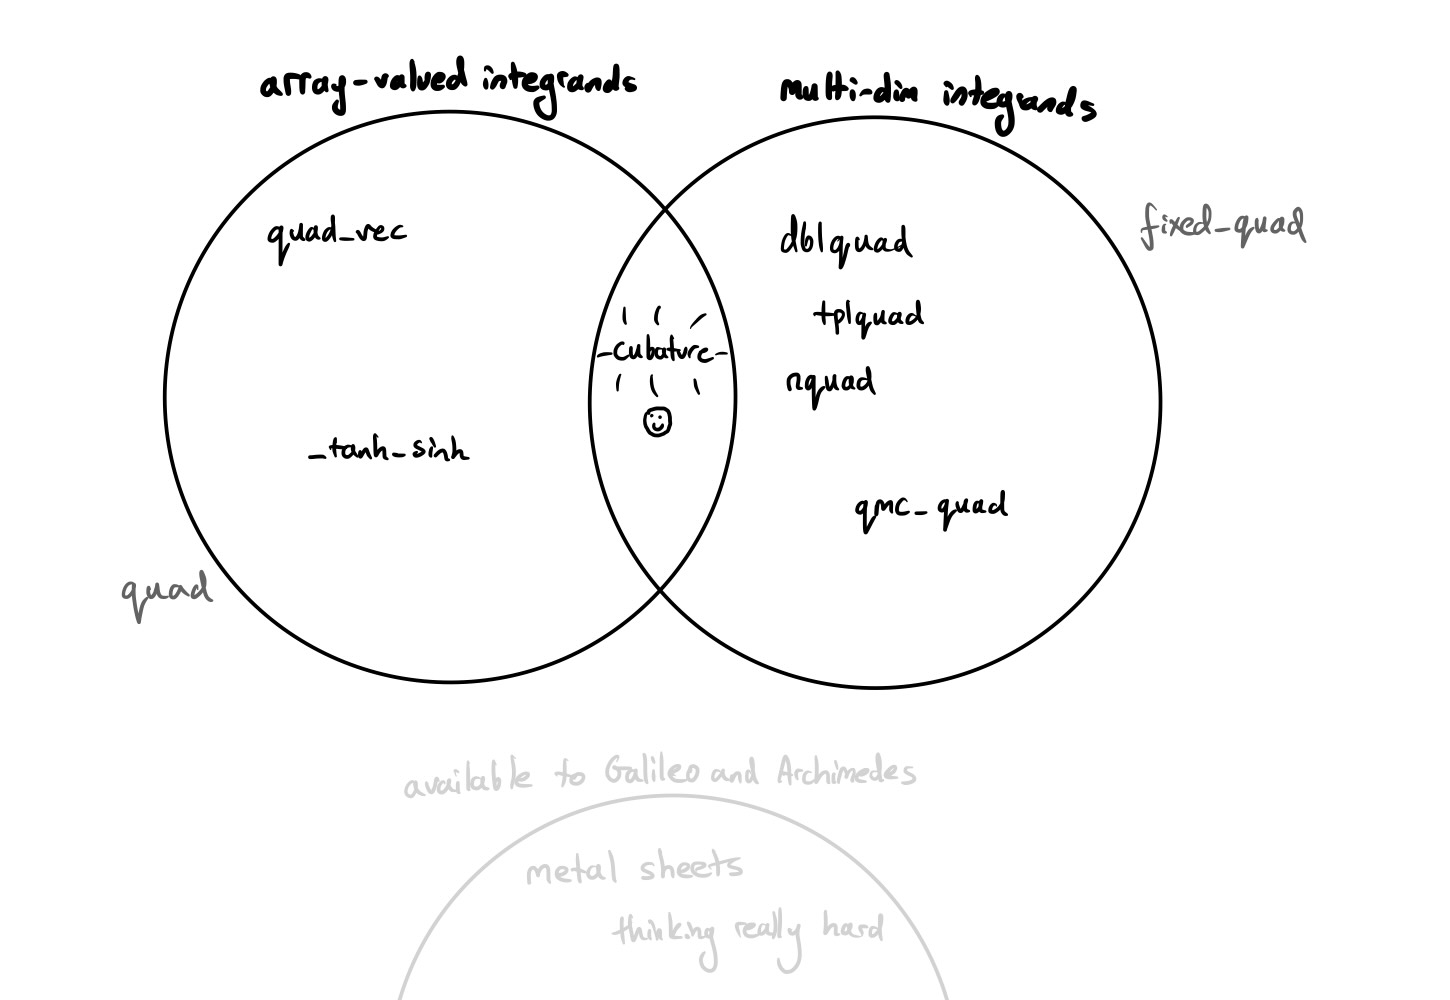 array-valued integrands
multi-dim integrands
fixed_quad
quad_vec
dblquad
tplquad
cubature
nquad
_tanh_sinh
qmc_quad
quad
available to Galileo and Archimedes
metal sheets
thinking really hard